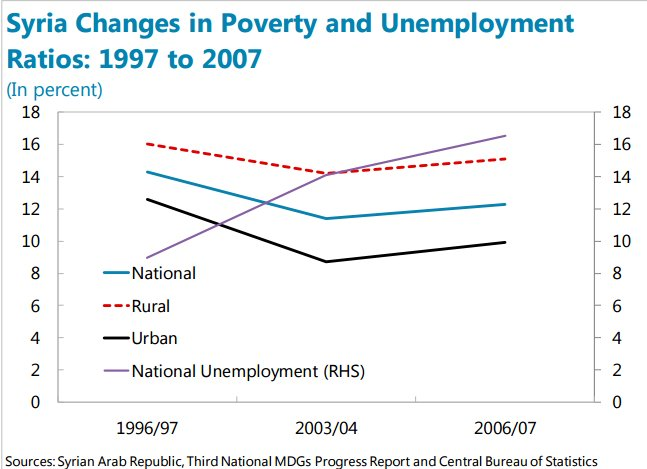 Syria Changes in Poverty and Unemployment
Ratios: 1997 to 2007
(In percent)
18
16
14
12
10
8
6
4
2
0
18
16
14
12
10
8
6
4
2
0
National
Rural
Urban
National Unemployment (RHS)
1996/97
2003/04
2006/07
Sources: Syrian Arab Republic, Third National MDGs Progress Report and Central Bureau of Statistics